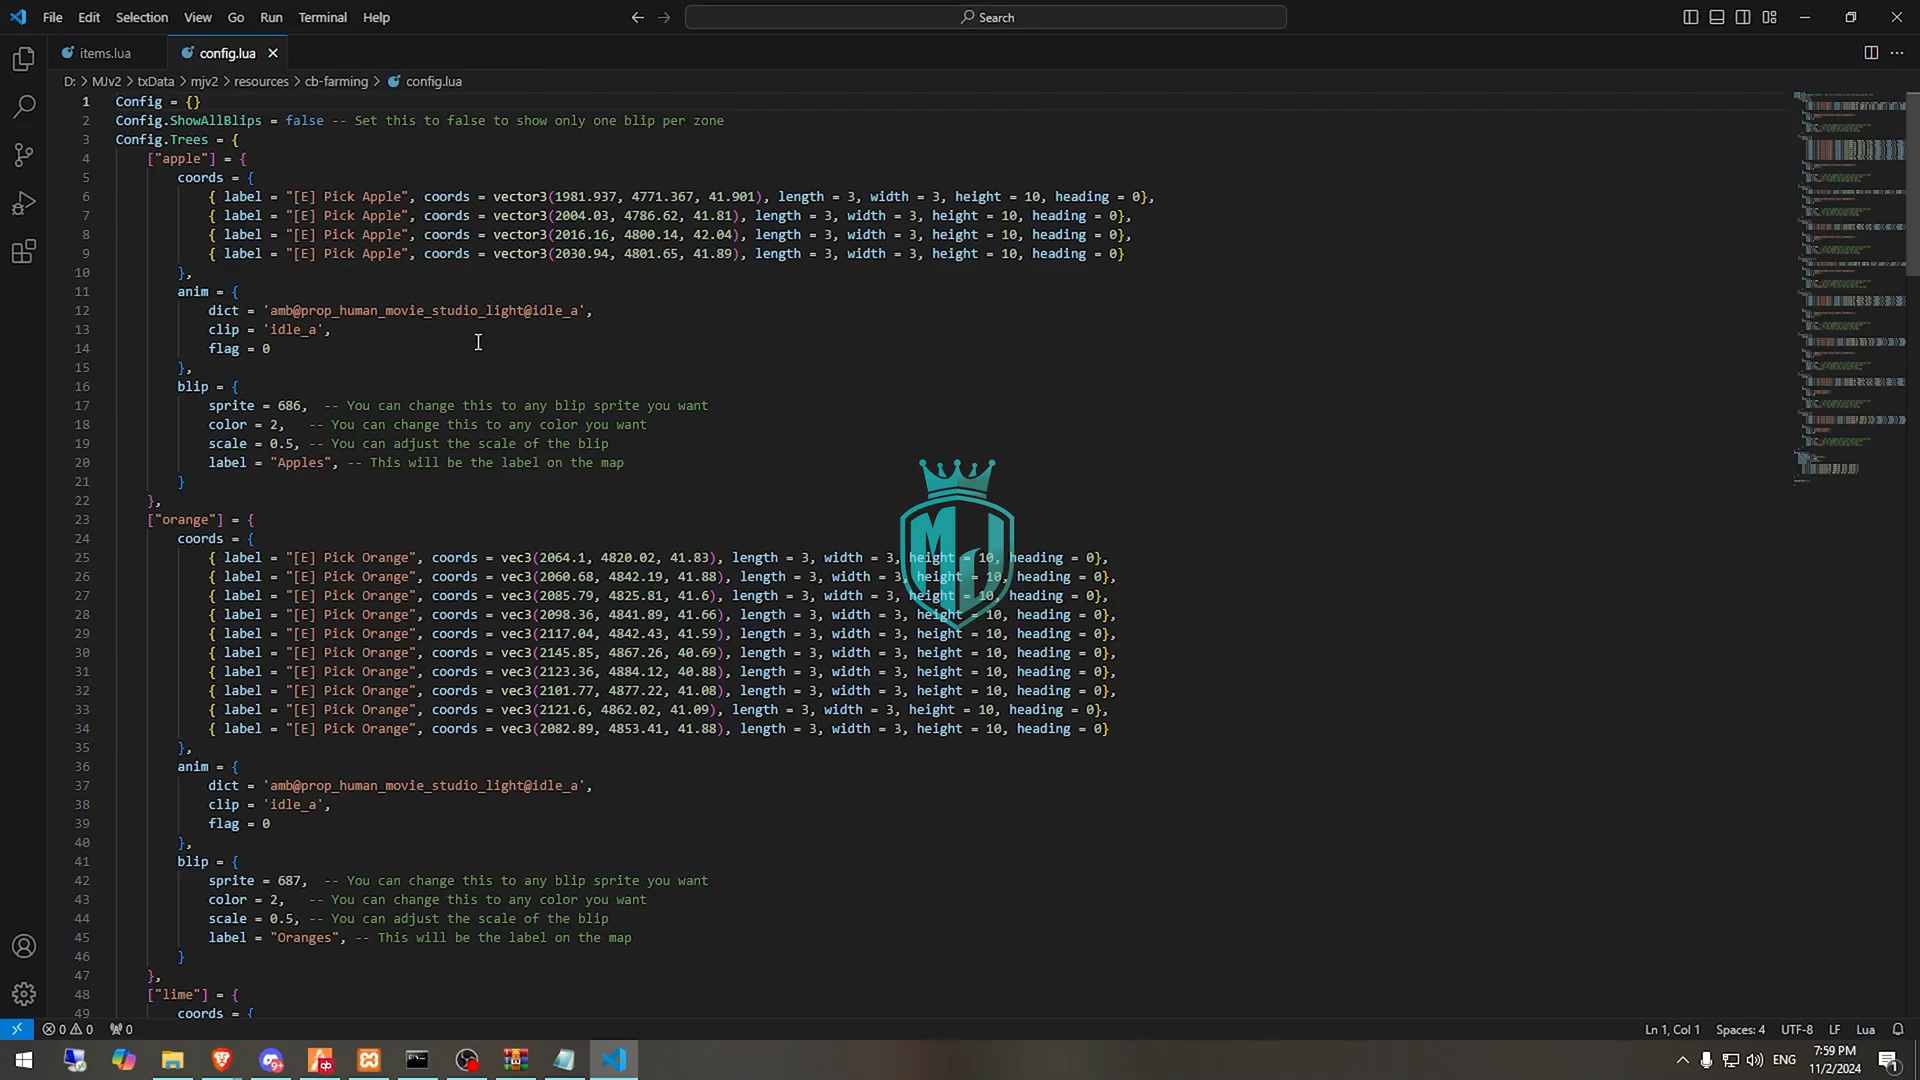 File Edit Selection View Go Run Terminal Help
Search
items.lua
config.lua
D: > MJv2 > txData > mjv2 > resources > cb-farming > config.lua
1 Config = {}
2 Config.ShowAllBlips = false -- Set this to false to show only one blip per zone
3 Config.Trees = {
4 ["apple"] = {
5 coords = {
6 { label = "[E] Pick Apple", coords = vector3(1981.937, 4771.367, 41.901), length = 3, width = 3, height = 10, heading = 0},
7 { label = "[E] Pick Apple", coords = vector3(2004.03, 4786.62, 41.81), length = 3, width = 3, height = 10, heading = 0},
8 { label = "[E] Pick Apple", coords = vector3(2016.16, 4800.14, 42.04), length = 3, width = 3, height = 10, heading = 0},
9 { label = "[E] Pick Apple", coords = vector3(2030.94, 4801.65, 41.89), length = 3, width = 3, height = 10, heading = 0}
10 },
11 anim = {
12 dict = 'amb@prop_human_movie_studio_light@idle_a',
13 clip = 'idle_a',
14 flag = 0
15 },
16 blip = {
17 sprite = 686, -- You can change this to any blip sprite you want
18 color = 2, -- You can change this to any color you want
19 scale = 0.5, -- You can adjust the scale of the blip
20 label = "Apples", -- This will be the label on the map
21 }
22 },
23 ["orange"] = {
24 coords = {
25 { label = "[E] Pick Orange", coords = vec3(2064.1, 4820.02, 41.83), length = 3, width = 3, height = 10, heading = 0},
26 { label = "[E] Pick Orange", coords = vec3(2060.68, 4842.19, 41.88), length = 3, width = 3, height = 10, heading = 0},
27 { label = "[E] Pick Orange", coords = vec3(2085.79, 4825.81, 41.6), length = 3, width = 3, height = 10, heading = 0},
28 { label = "[E] Pick Orange", coords = vec3(2098.36, 4841.89, 41.66), length = 3, width = 3, height = 10, heading = 0},
29 { label = "[E] Pick Orange", coords = vec3(2117.04, 4842.43, 41.59), length = 3, width = 3, height = 10, heading = 0},
30 { label = "[E] Pick Orange", coords = vec3(2145.85, 4867.26, 40.69), length = 3, width = 3, height = 10, heading = 0},
31 { label = "[E] Pick Orange", coords = vec3(2123.36, 4884.12, 40.88), length = 3, width = 3, height = 10, heading = 0},
32 { label = "[E] Pick Orange", coords = vec3(2101.77, 4877.22, 41.08), length = 3, width = 3, height = 10, heading = 0},
33 { label = "[E] Pick Orange", coords = vec3(2121.6, 4862.02, 41.09), length = 3, width = 3, height = 10, heading = 0},
34 { label = "[E] Pick Orange", coords = vec3(2082.89, 4853.41, 41.88), length = 3, width = 3, height = 10, heading = 0}
35 },
36 anim = {
37 dict = 'amb@prop_human_movie_studio_light@idle_a',
38 clip = 'idle_a',
39 flag = 0
40 },
41 blip = {
42 sprite = 687, -- You can change this to any blip sprite you want
43 color = 2, -- You can change this to any color you want
44 scale = 0.5, -- You can adjust the scale of the blip
45 label = "Oranges", -- This will be the label on the map
46 }
47 },
48 ["lime"] = {
49 coords = {
MJ
0 0 0
Ln 1, Col 1 Spaces: 4 UTF-8 LF Lua
9+
ENG
7:59 PM
11/2/2024
1